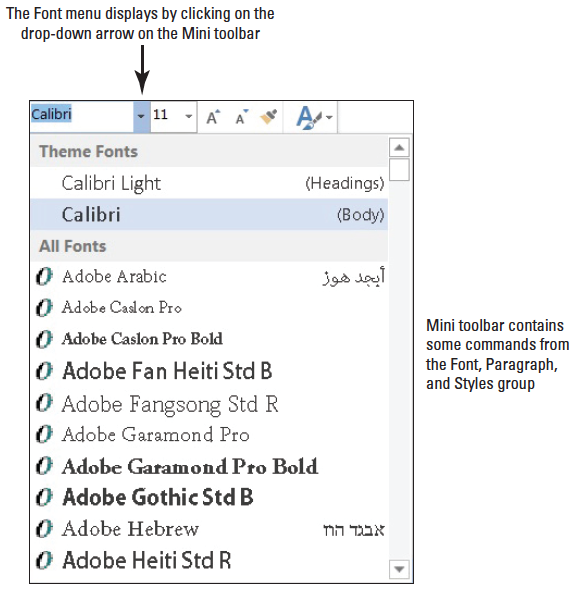 The Font menu displays by clicking on the
drop-down arrow on the Mini toolbar
Calibri 11
Theme Fonts
Calibri Light (Headings)
Calibri (Body)
All Fonts
Adobe Arabic أبجد هوز
Adobe Caslon Pro
Adobe Caslon Pro Bold
Adobe Fan Heiti Std B
Adobe Fangsong Std R
Adobe Garamond Pro
Adobe Garamond Pro Bold
Adobe Gothic Std B
Adobe Hebrew אבגד הוז
Adobe Heiti Std R
Mini toolbar contains
some commands from
the Font, Paragraph,
and Styles group